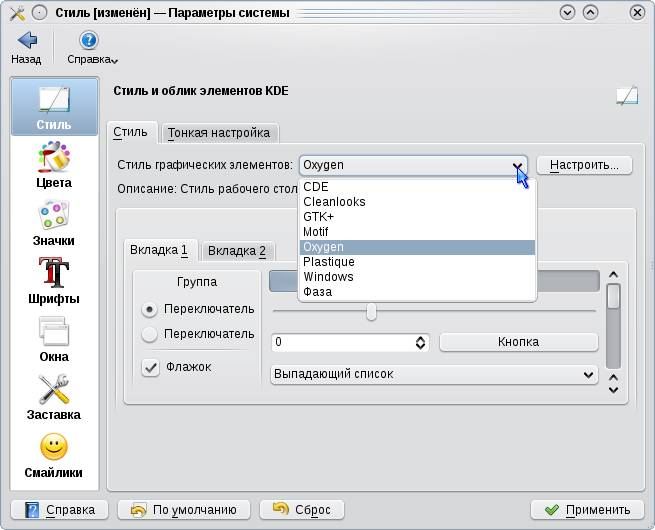 Стиль [изменён] — Параметры системы
Назад
Справка
Стиль
Цвета
Значки
Шрифты
Окна
Заставка
Смайлики
Стиль и облик элементов KDE
Стиль
Тонкая настройка
Стиль графических элементов:
Oxygen
Настроить...
Описание: Стиль рабочего стол
CDE
Cleanlooks
GTK+
Motif
Oxygen
Plastique
Windows
Фаза
Вкладка 1
Вкладка 2
Группа
Переключатель
Переключатель
Флажок
0
Кнопка
Выпадающий список
Справка
По умолчанию
Сброс
Применить